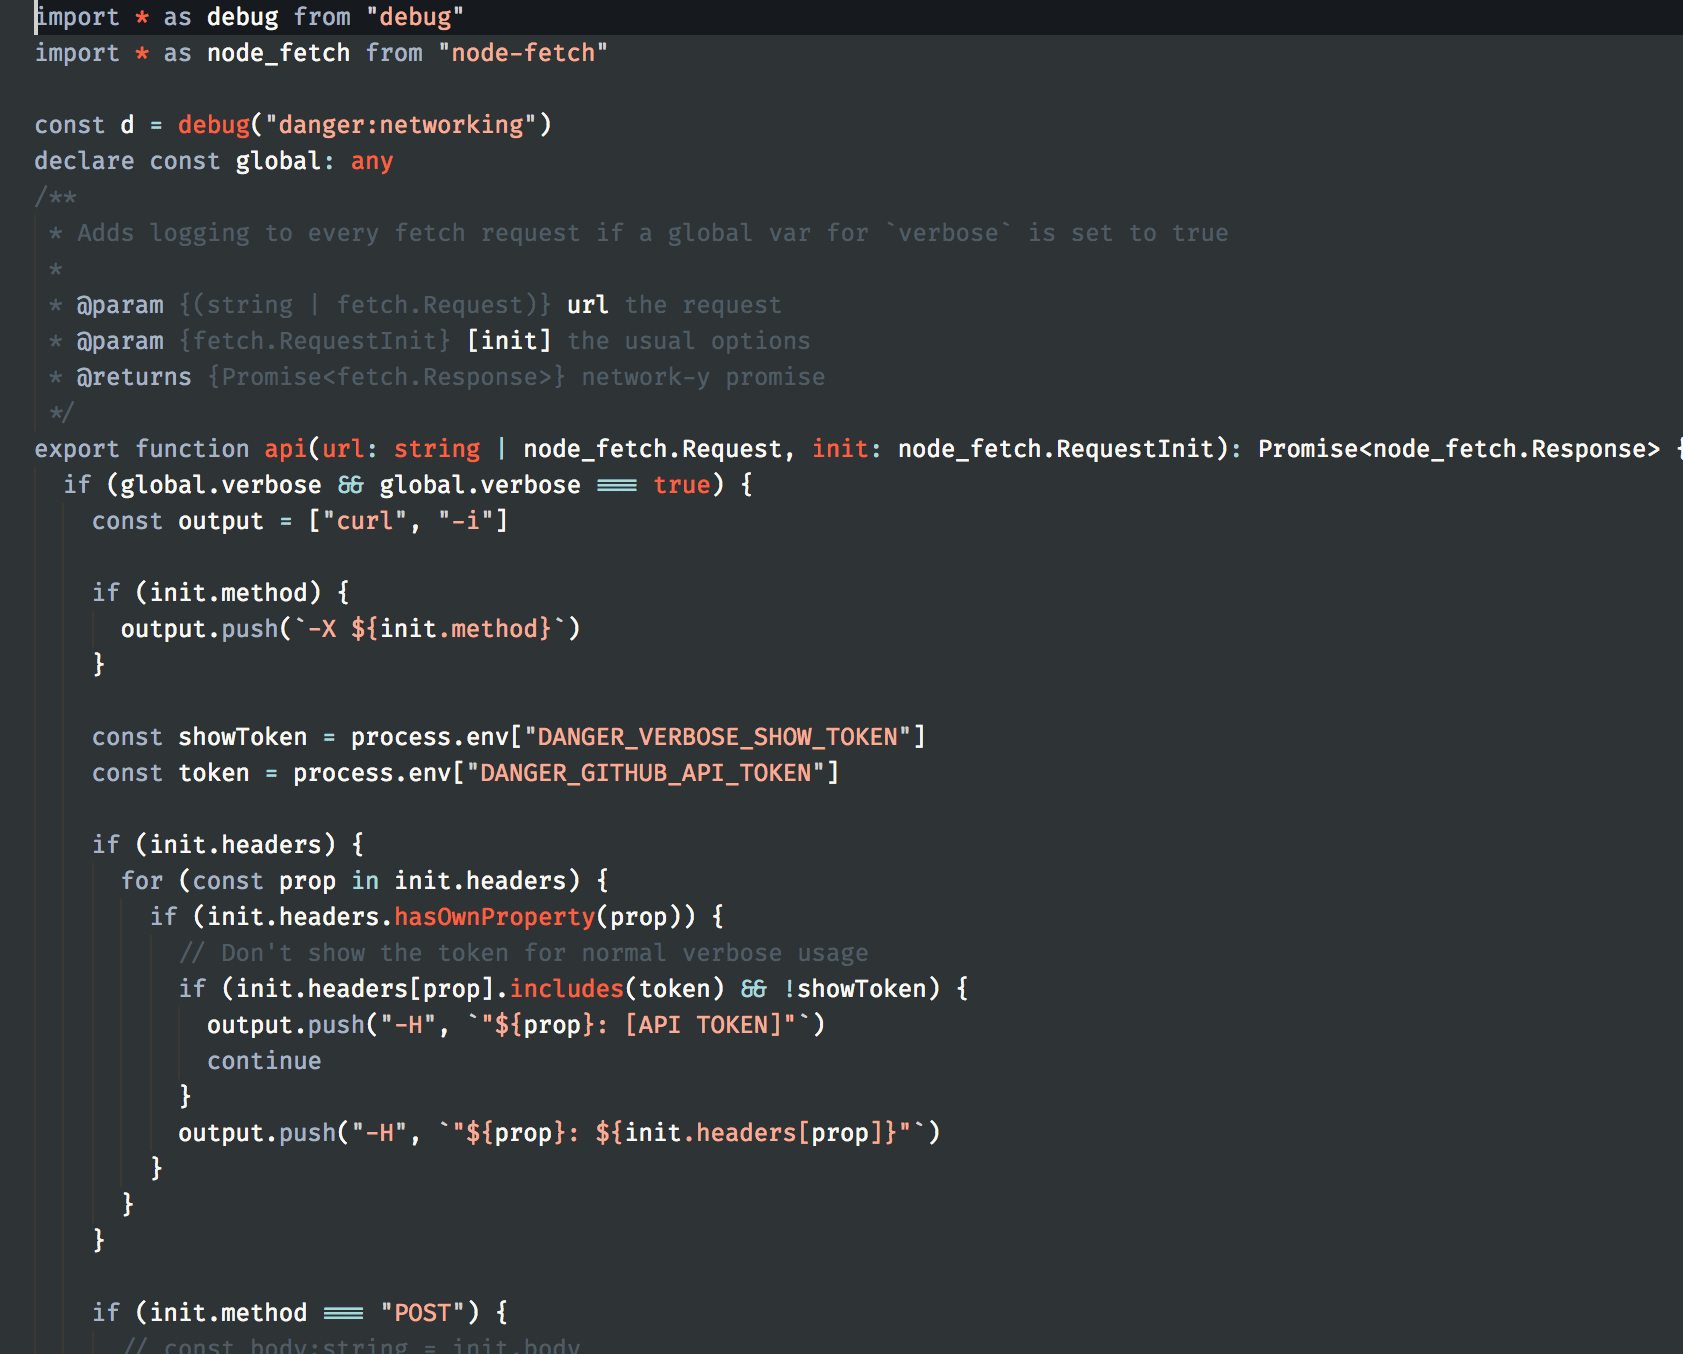 import * as debug from "debug"
import * as node_fetch from "node-fetch"

const d = debug("danger:networking")
declare const global: any
/**
 * Adds logging to every fetch request if a global var for `verbose` is set to true
 *
 * @param {(string | fetch.Request)} url the request
 * @param {fetch.RequestInit} [init] the usual options
 * @returns {Promise<fetch.Response>} network-y promise
 */
export function api(url: string | node_fetch.Request, init: node_fetch.RequestInit): Promise<node_fetch.Response> {
  if (global.verbose && global.verbose === true) {
    const output = ["curl", "-i"]

    if (init.method) {
      output.push(`-X ${init.method}`)
    }

    const showToken = process.env["DANGER_VERBOSE_SHOW_TOKEN"]
    const token = process.env["DANGER_GITHUB_API_TOKEN"]

    if (init.headers) {
      for (const prop in init.headers) {
        if (init.headers.hasOwnProperty(prop)) {
          // Don't show the token for normal verbose usage
          if (init.headers[prop].includes(token) && !showToken) {
            output.push("-H", `"${prop}: [API TOKEN]"`)
            continue
          }
          output.push("-H", `"${prop}: ${init.headers[prop]}"`)
        }
      }
    }

    if (init.method === "POST") {
      // const body:string = init.body